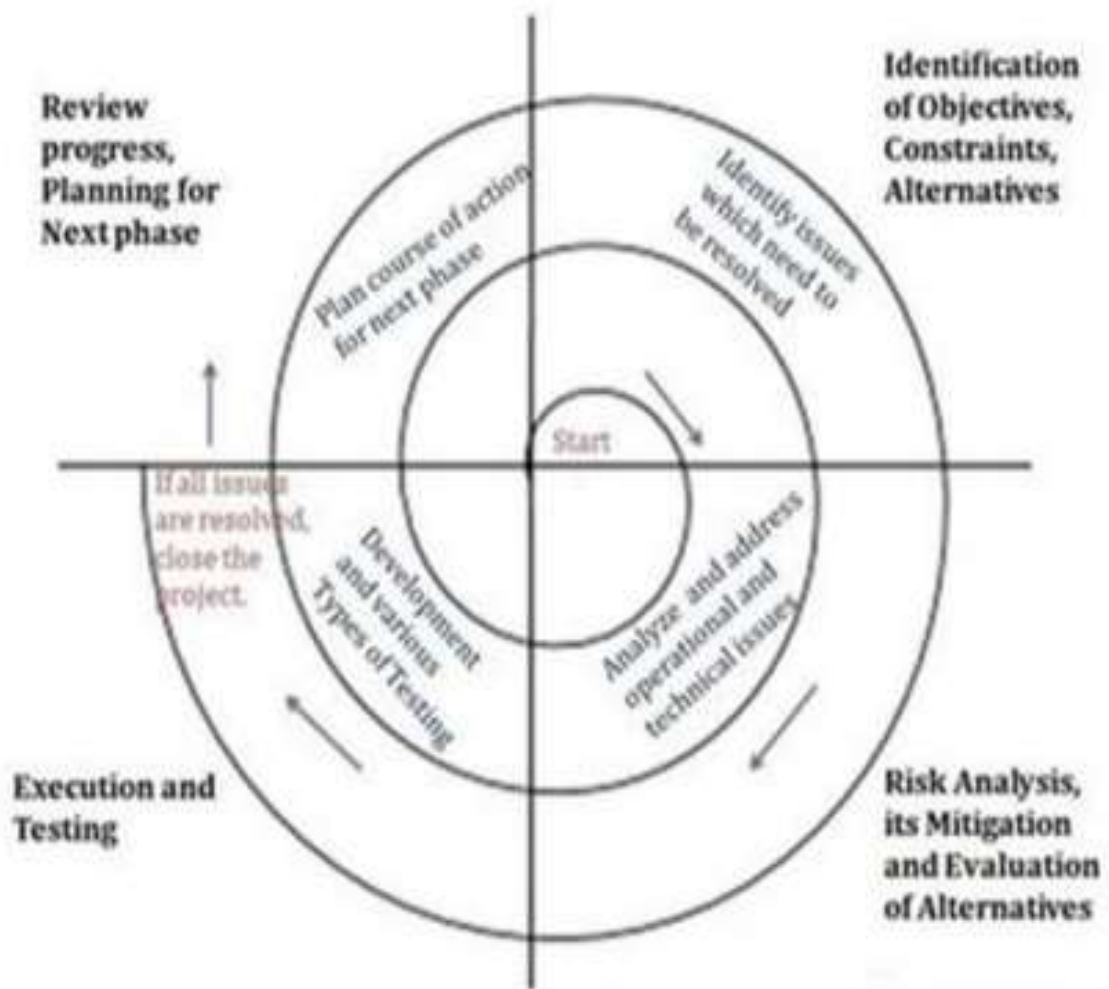 Review
progress,
Planning for
Next phase
Identification
of Objectives,
Constraints,
Alternatives
Plan course of action
for next phase
Identify issues
which need to
be resolved
Start
If all issues
are resolved,
close the
project.
Development
and various
Types of Testing
Analyze and address
operational and
technical issues
Execution and
Testing
Risk Analysis,
its Mitigation
and Evaluation
of Alternatives